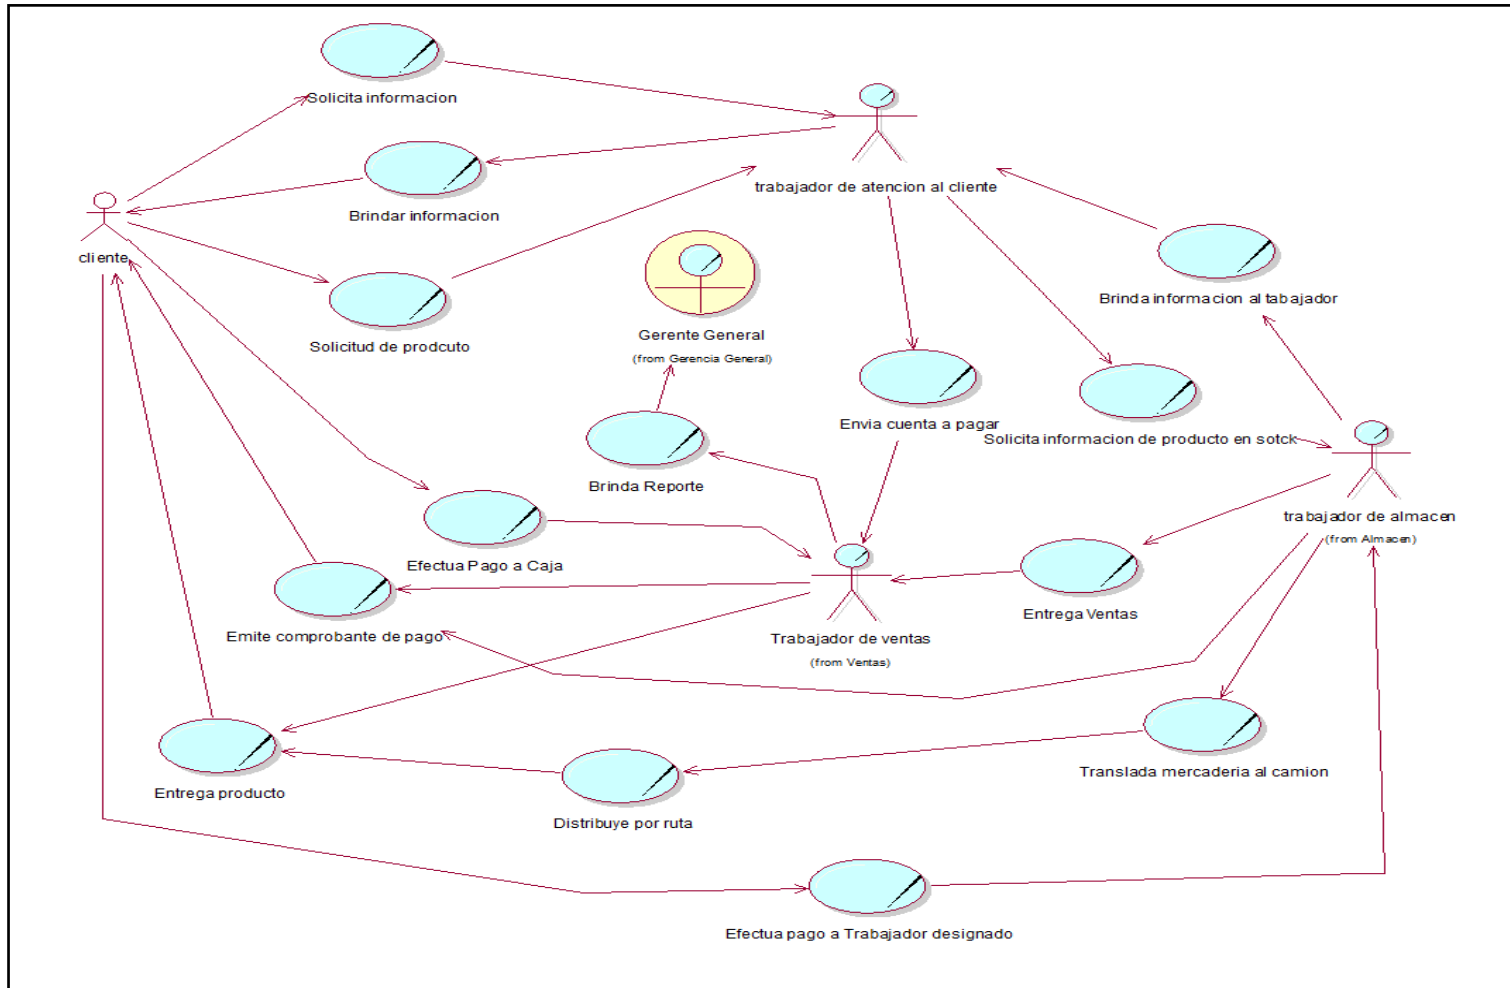 Solicita informacion
trabajador de atencion al cliente
Brindar informacion
cliente
Brinda informacion al tabajador
Gerente General
(from Gerencia General)
Solicitud de prodcuto
Envia cuenta a pagar
Solicita informacion de producto en sotck
Brinda Reporte
trabajador de almacen
(from Almacen)
Efectua Pago a Caja
Entrega Ventas
Emite comprobante de pago
Trabajador de ventas
(from Ventas)
Translada mercaderia al camion
Entrega producto
Distribuye por ruta
Efectua pago a Trabajador designado